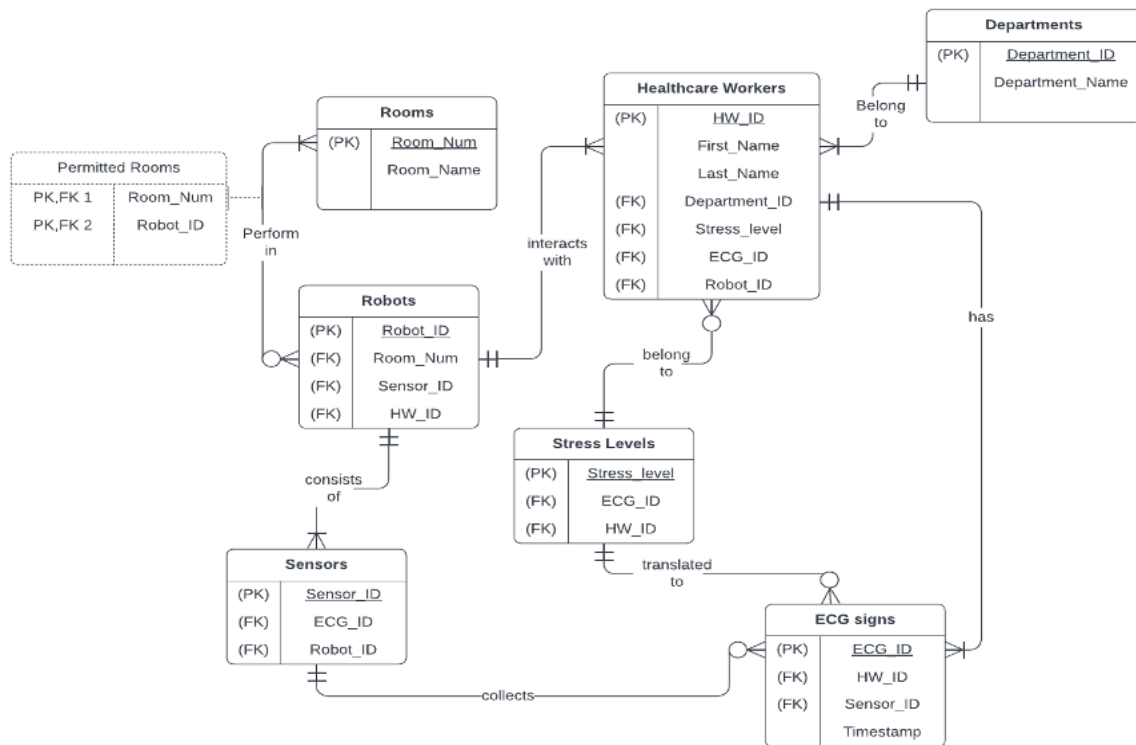 Departments
(PK) Department_ID
Department_Name
Belong
to
Healthcare Workers
(PK) HW_ID
First_Name
Last_Name
(FK) Department_ID
(FK) Stress_level
(FK) ECG_ID
(FK) Robot_ID
Rooms
(PK) Room_Num
Room_Name
Permitted Rooms
PK,FK 1 Room_Num
PK,FK 2 Robot_ID
Perform
in
interacts
with
has
Robots
(PK) Robot_ID
(FK) Room_Num
(FK) Sensor_ID
(FK) HW_ID
belong
to
Stress Levels
(PK) Stress_level
(FK) ECG_ID
(FK) HW_ID
consists
of
translated
to
Sensors
(PK) Sensor_ID
(FK) ECG_ID
(FK) Robot_ID
collects
ECG signs
(PK) ECG_ID
(FK) HW_ID
(FK) Sensor_ID
Timestamp